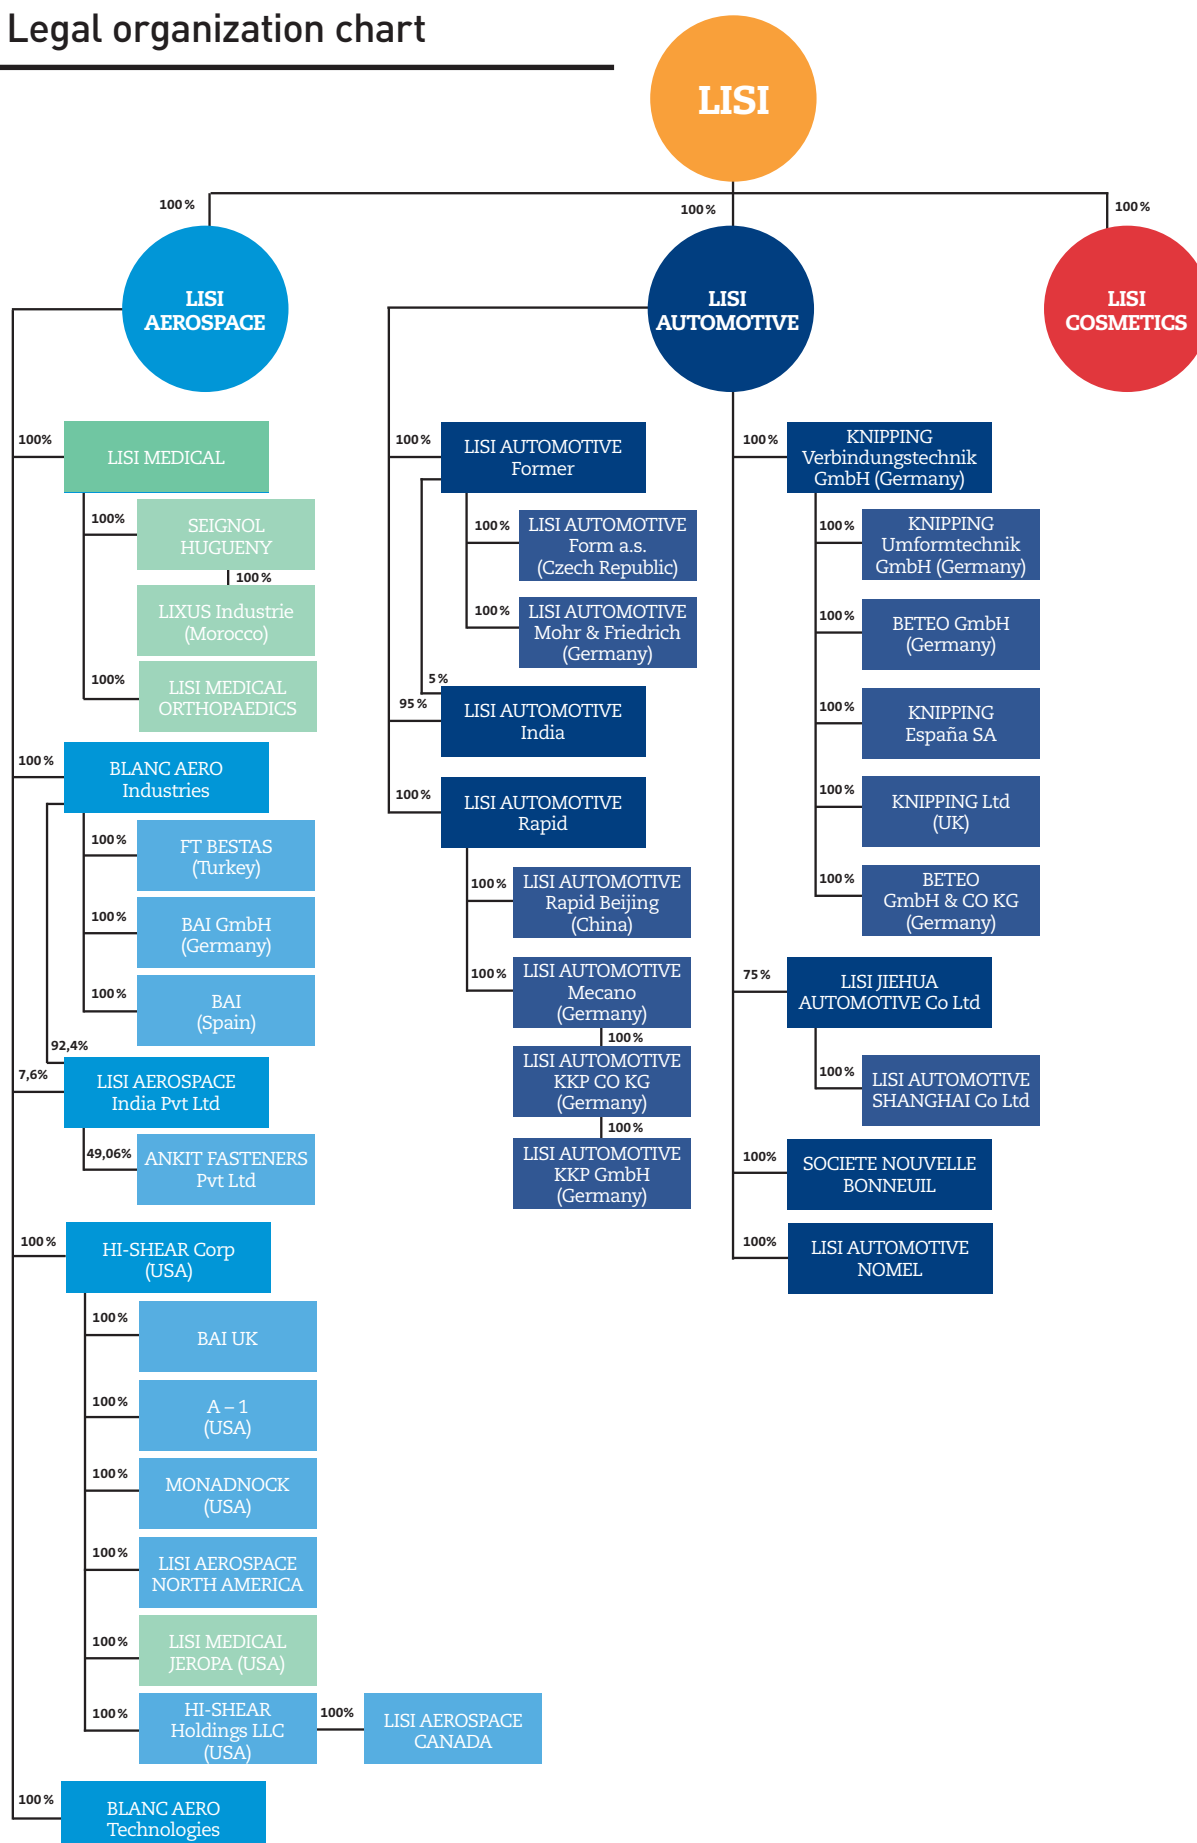 Legal organization chart
LISI
100 %
100 %
100 %
LISI
AEROSPACE
LISI
AUTOMOTIVE
LISI
COSMETICS
100%
LISI MEDICAL
100%
SEIGNOL
HUGUENY
100 %
LIXUS Industrie
(Morocco)
100%
LISI MEDICAL
ORTHOPAEDICS
100 %
BLANC AERO
Industries
100 %
FT BESTAS
(Turkey)
100 %
BAI GmbH
(Germany)
100 %
BAI
(Spain)
92,4%
7,6%
LISI AEROSPACE
India Pvt Ltd
49,06%
ANKIT FASTENERS
Pvt Ltd
100 %
HI-SHEAR Corp
(USA)
100 %
BAI UK
100 %
A – 1
(USA)
100 %
MONADNOCK
(USA)
100 %
LISI AEROSPACE
NORTH AMERICA
100 %
LISI MEDICAL
JEROPA (USA)
100 %
HI-SHEAR
Holdings LLC
(USA)
100%
LISI AEROSPACE
CANADA
100 %
BLANC AERO
Technologies
100 %
LISI AUTOMOTIVE
Former
100 %
LISI AUTOMOTIVE
Form a.s.
(Czech Republic)
100 %
LISI AUTOMOTIVE
Mohr & Friedrich
(Germany)
5 %
95 %
LISI AUTOMOTIVE
India
100 %
LISI AUTOMOTIVE
Rapid
100 %
LISI AUTOMOTIVE
Rapid Beijing
(China)
100 %
LISI AUTOMOTIVE
Mecano
(Germany)
100 %
LISI AUTOMOTIVE
KKP CO KG
(Germany)
100 %
LISI AUTOMOTIVE
KKP GmbH
(Germany)
100 %
KNIPPING
Verbindungstechnik
GmbH (Germany)
100 %
KNIPPING
Umformtechnik
GmbH (Germany)
100 %
BETEO GmbH
(Germany)
100 %
KNIPPING
España SA
100 %
KNIPPING Ltd
(UK)
100 %
BETEO
GmbH & CO KG
(Germany)
75 %
LISI JIEHUA
AUTOMOTIVE Co Ltd
100 %
LISI AUTOMOTIVE
SHANGHAI Co Ltd
100%
SOCIETE NOUVELLE
BONNEUIL
100%
LISI AUTOMOTIVE
NOMEL